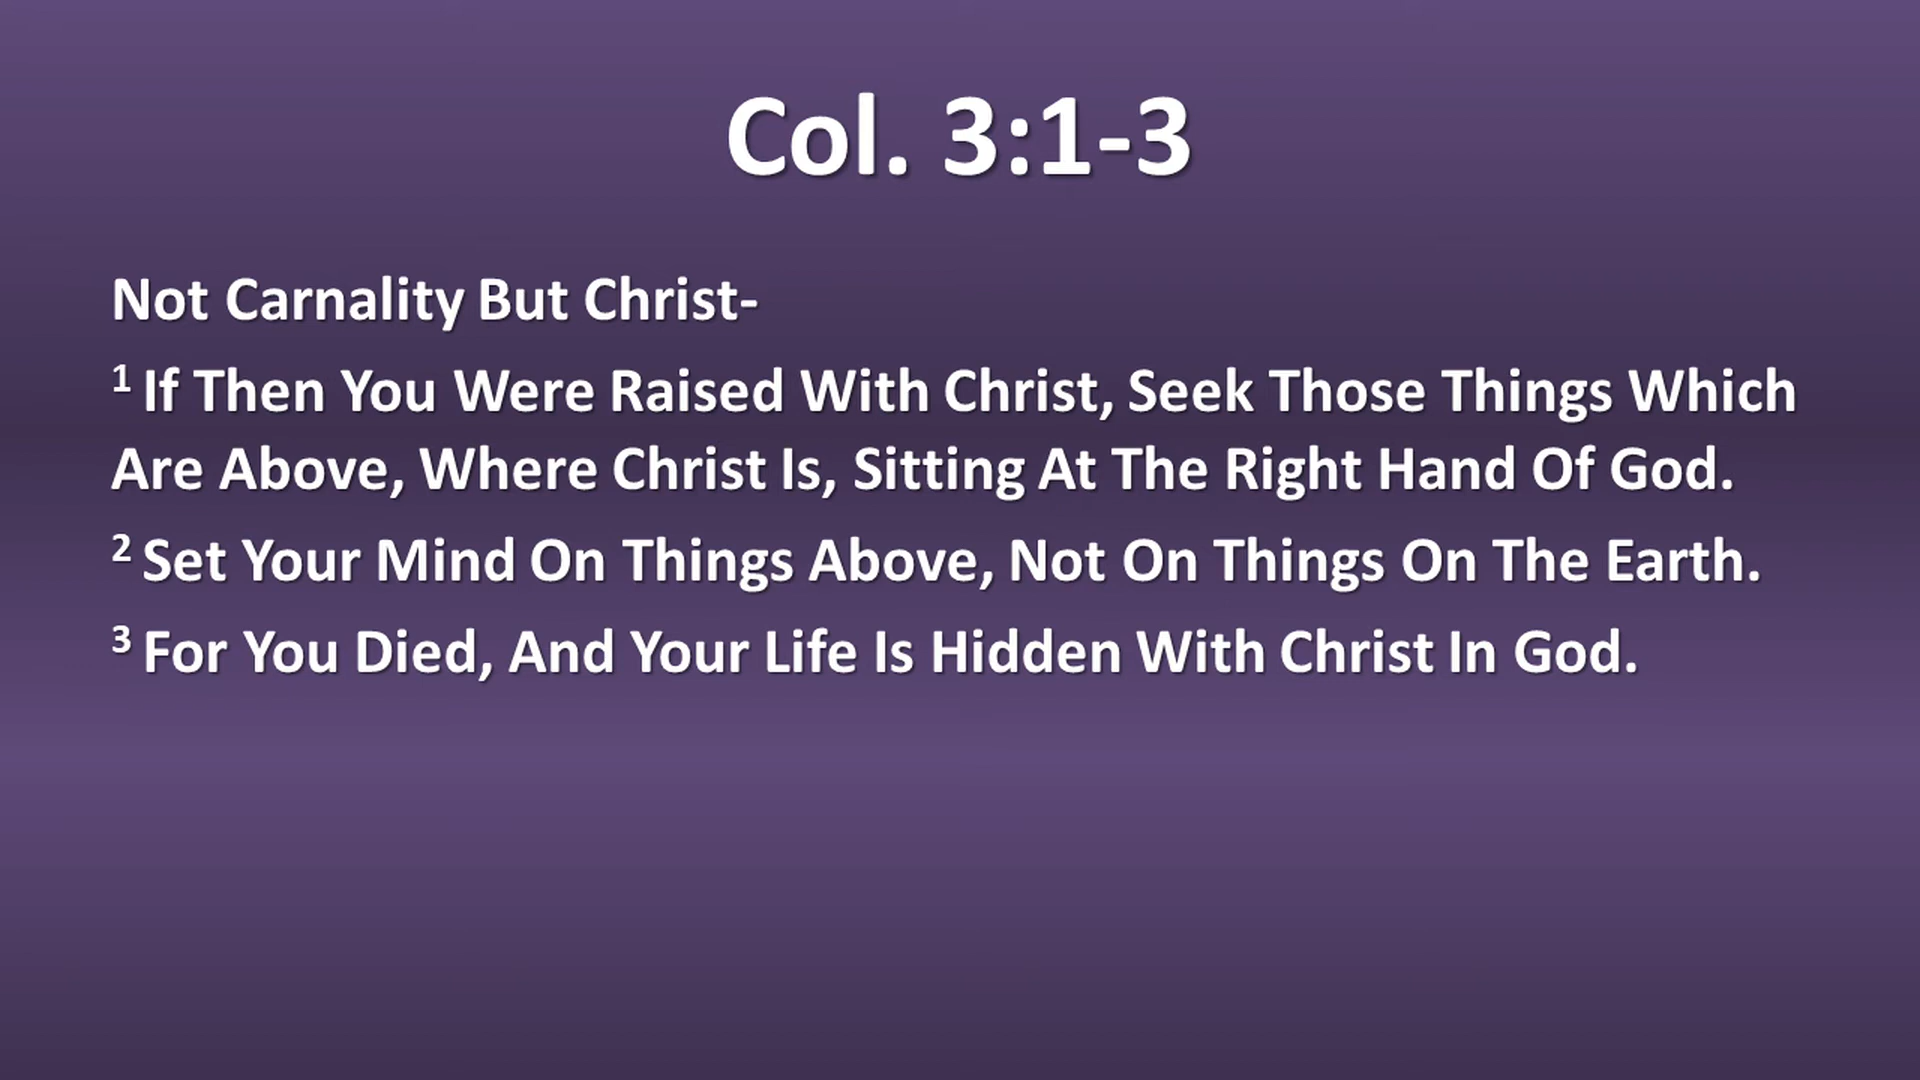 Col. 3:1-3
Not Carnality But Christ-
1 If Then You Were Raised With Christ, Seek Those Things Which
Are Above, Where Christ Is, Sitting At The Right Hand Of God.
2 Set Your Mind On Things Above, Not On Things On The Earth.
3 For You Died, And Your Life Is Hidden With Christ In God.